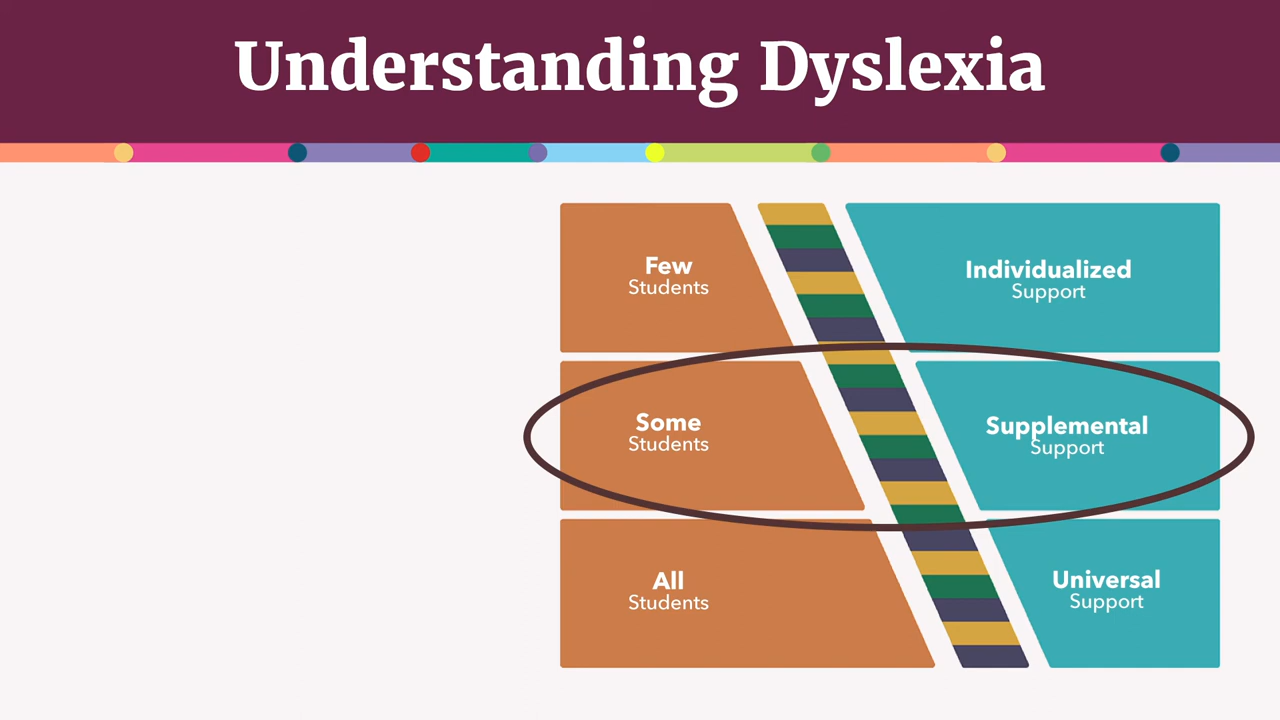 Understanding Dyslexia
Few
Students
Individualized
Support
Some
Students
Supplemental
Support
All
Students
Universal
Support